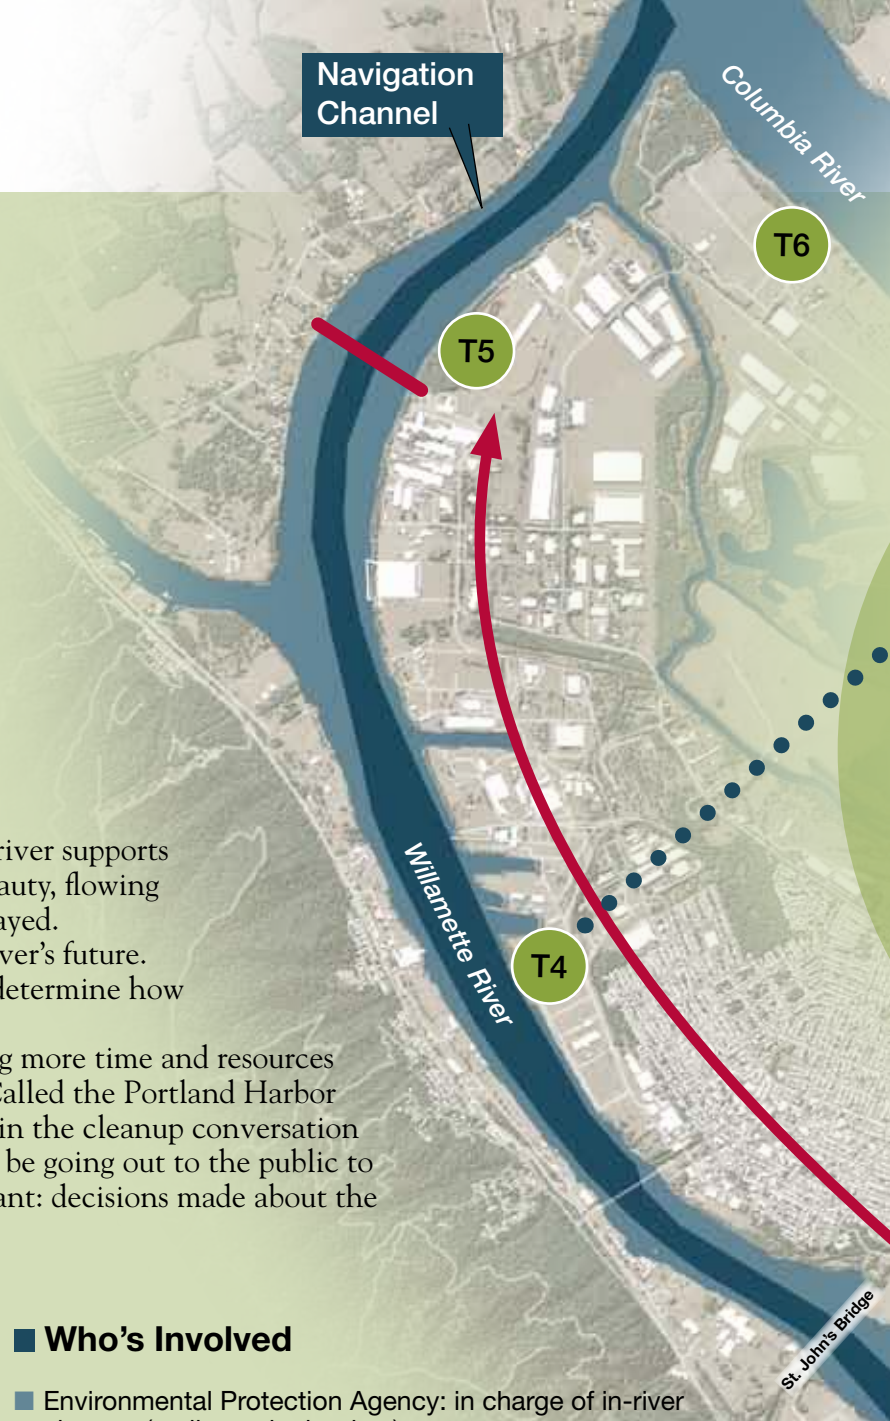 Navigation
Channel
Columbia River
T6
T5
Willamette River
T4
river supports
auty, flowing
ayed.
ver’s future.
determine how
g more time and resources
Called the Portland Harbor
in the cleanup conversation
be going out to the public to
ant: decisions made about the
St. John’s Bridge
Who’s Involved
Environmental Protection Agency: in charge of in-river